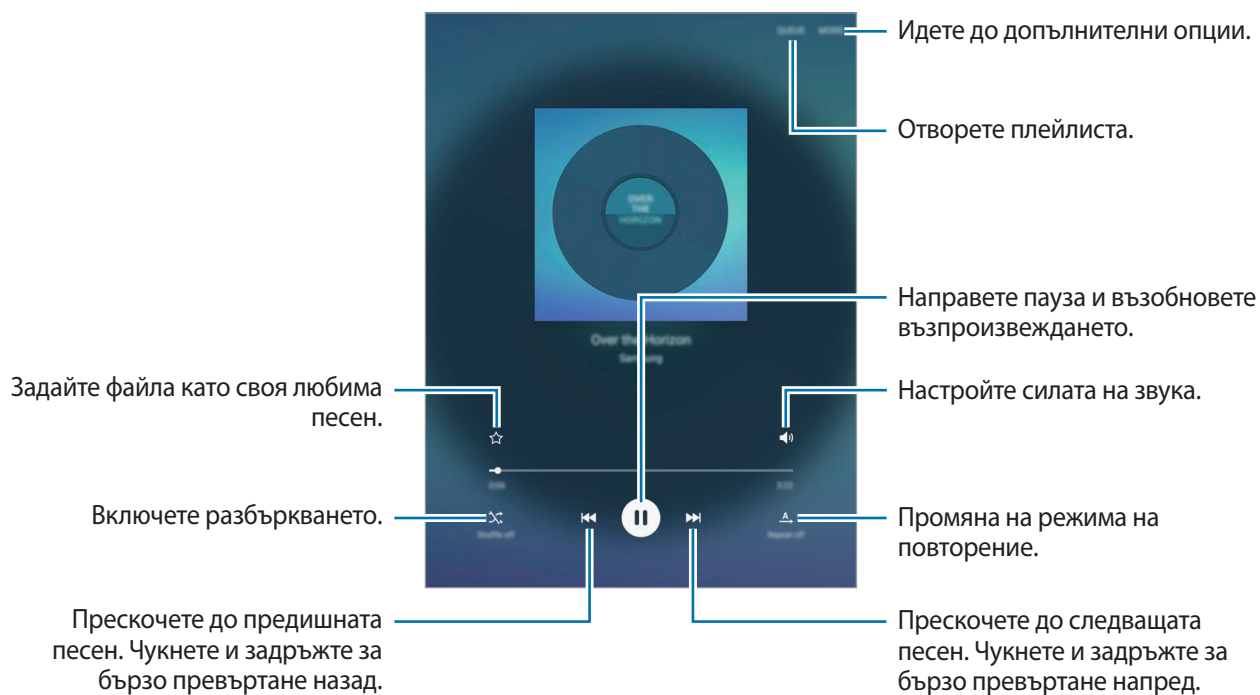 QUEUE MORE
Идете до допълнителни опции.
Отворете плейлиста.
OVER
THE
HORIZON
Направете пауза и възобновете
възпроизвеждането.
Over the Horizon
Samsung
Задайте файла като своя любима
песен.
Настройте силата на звука.
Включете разбъркването.
Shuffle off
A
Repeat off
Промяна на режима на
повторение.
Прескочете до предишната
песен. Чукнете и задръжте за
бързо превъртане назад.
Прескочете до следващата
песен. Чукнете и задръжте за
бързо превъртане напред.